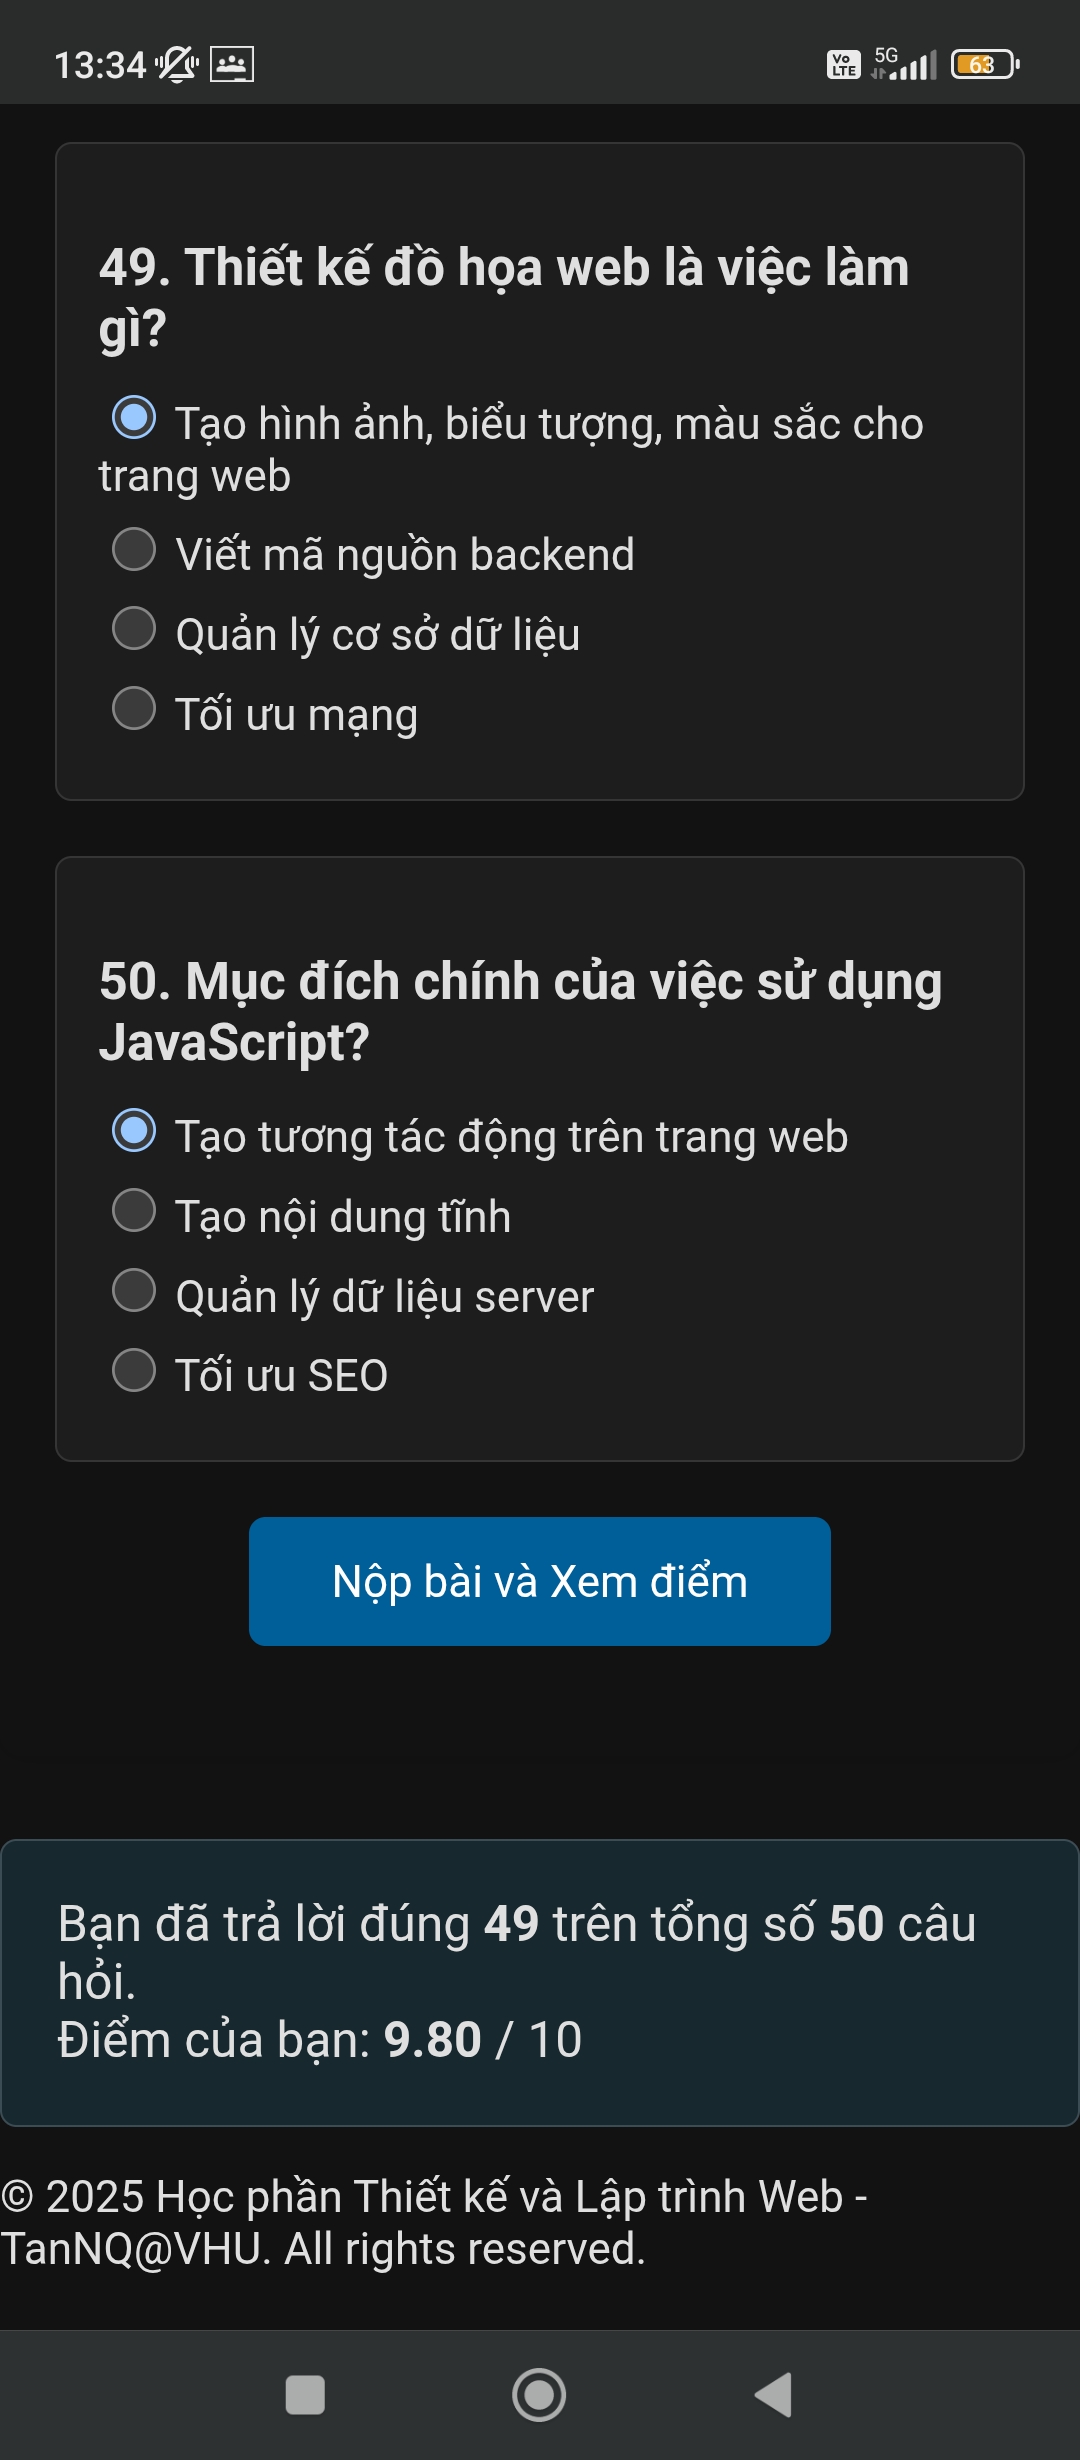 13:34
Vo LTE 5G 63
49. Thiết kế đồ họa web là việc làm
gì?
Tạo hình ảnh, biểu tượng, màu sắc cho
trang web
Viết mã nguồn backend
Quản lý cơ sở dữ liệu
Tối ưu mạng
50. Mục đích chính của việc sử dụng
JavaScript?
Tạo tương tác động trên trang web
Tạo nội dung tĩnh
Quản lý dữ liệu server
Tối ưu SEO
Nộp bài và Xem điểm
Bạn đã trả lời đúng 49 trên tổng số 50 câu
hỏi.
Điểm của bạn: 9.80 / 10
© 2025 Học phần Thiết kế và Lập trình Web -
TanNQ@VHU. All rights reserved.